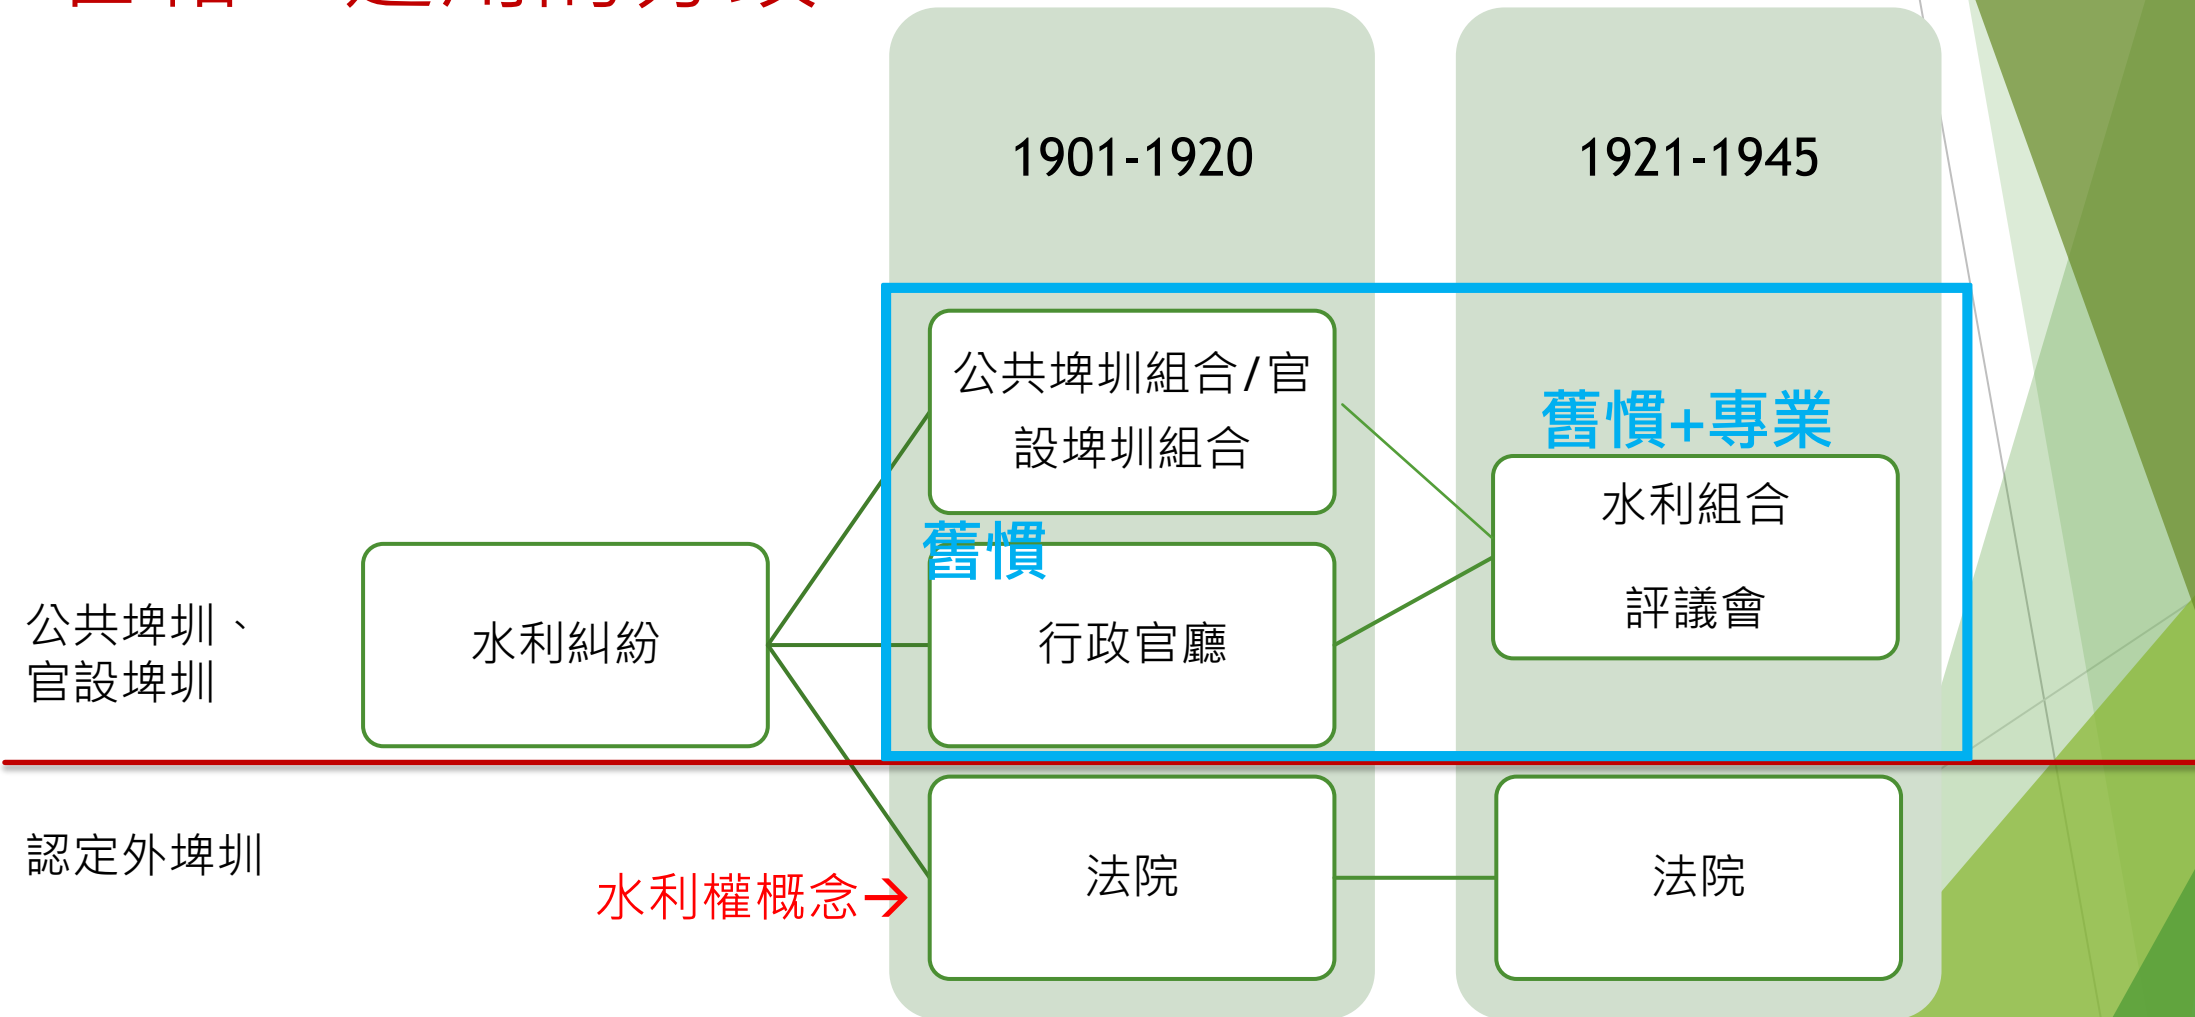 1901-1920
1921-1945
公共埤圳組合/官
設埤圳組合
舊慣+專業
水利組合
評議會
舊慣
公共埤圳、
官設埤圳
水利糾紛
行政官廳
認定外埤圳
水利權概念→
法院
法院